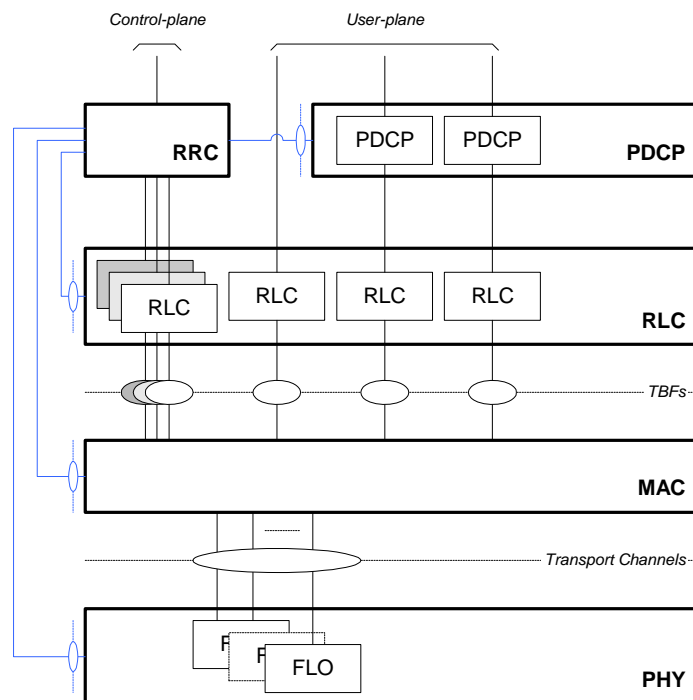 Control-plane
User-plane
RRC
PDCP
PDCP
PDCP
RLC
RLC
RLC
RLC
RLC
TBFs
MAC
Transport Channels
F
F
FLO
PHY